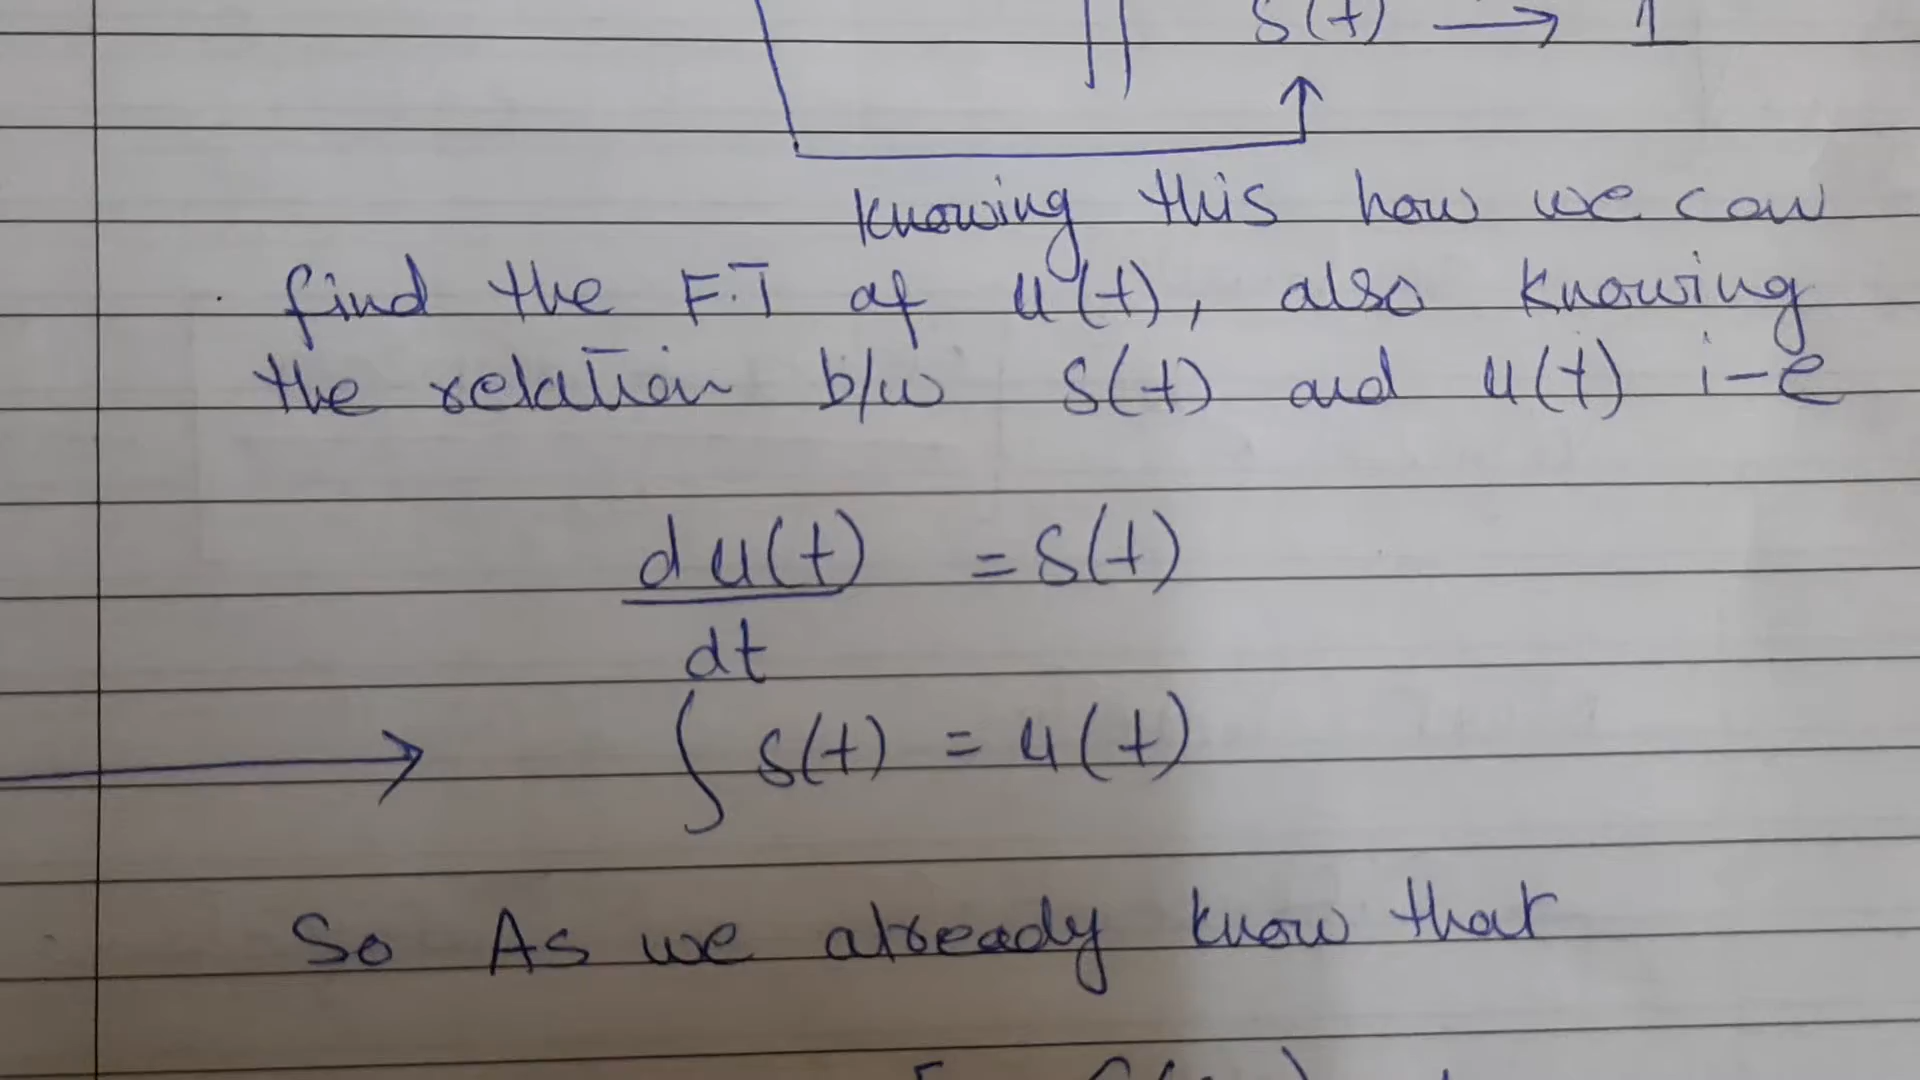 δ(t) → 1
knowing this how we can
find the F.T of u(t), also knowing
the relation b/w δ(t) and u(t) i-e
du(t) = δ(t)
dt
∫ δ(t) = u(t)
So As we already know that